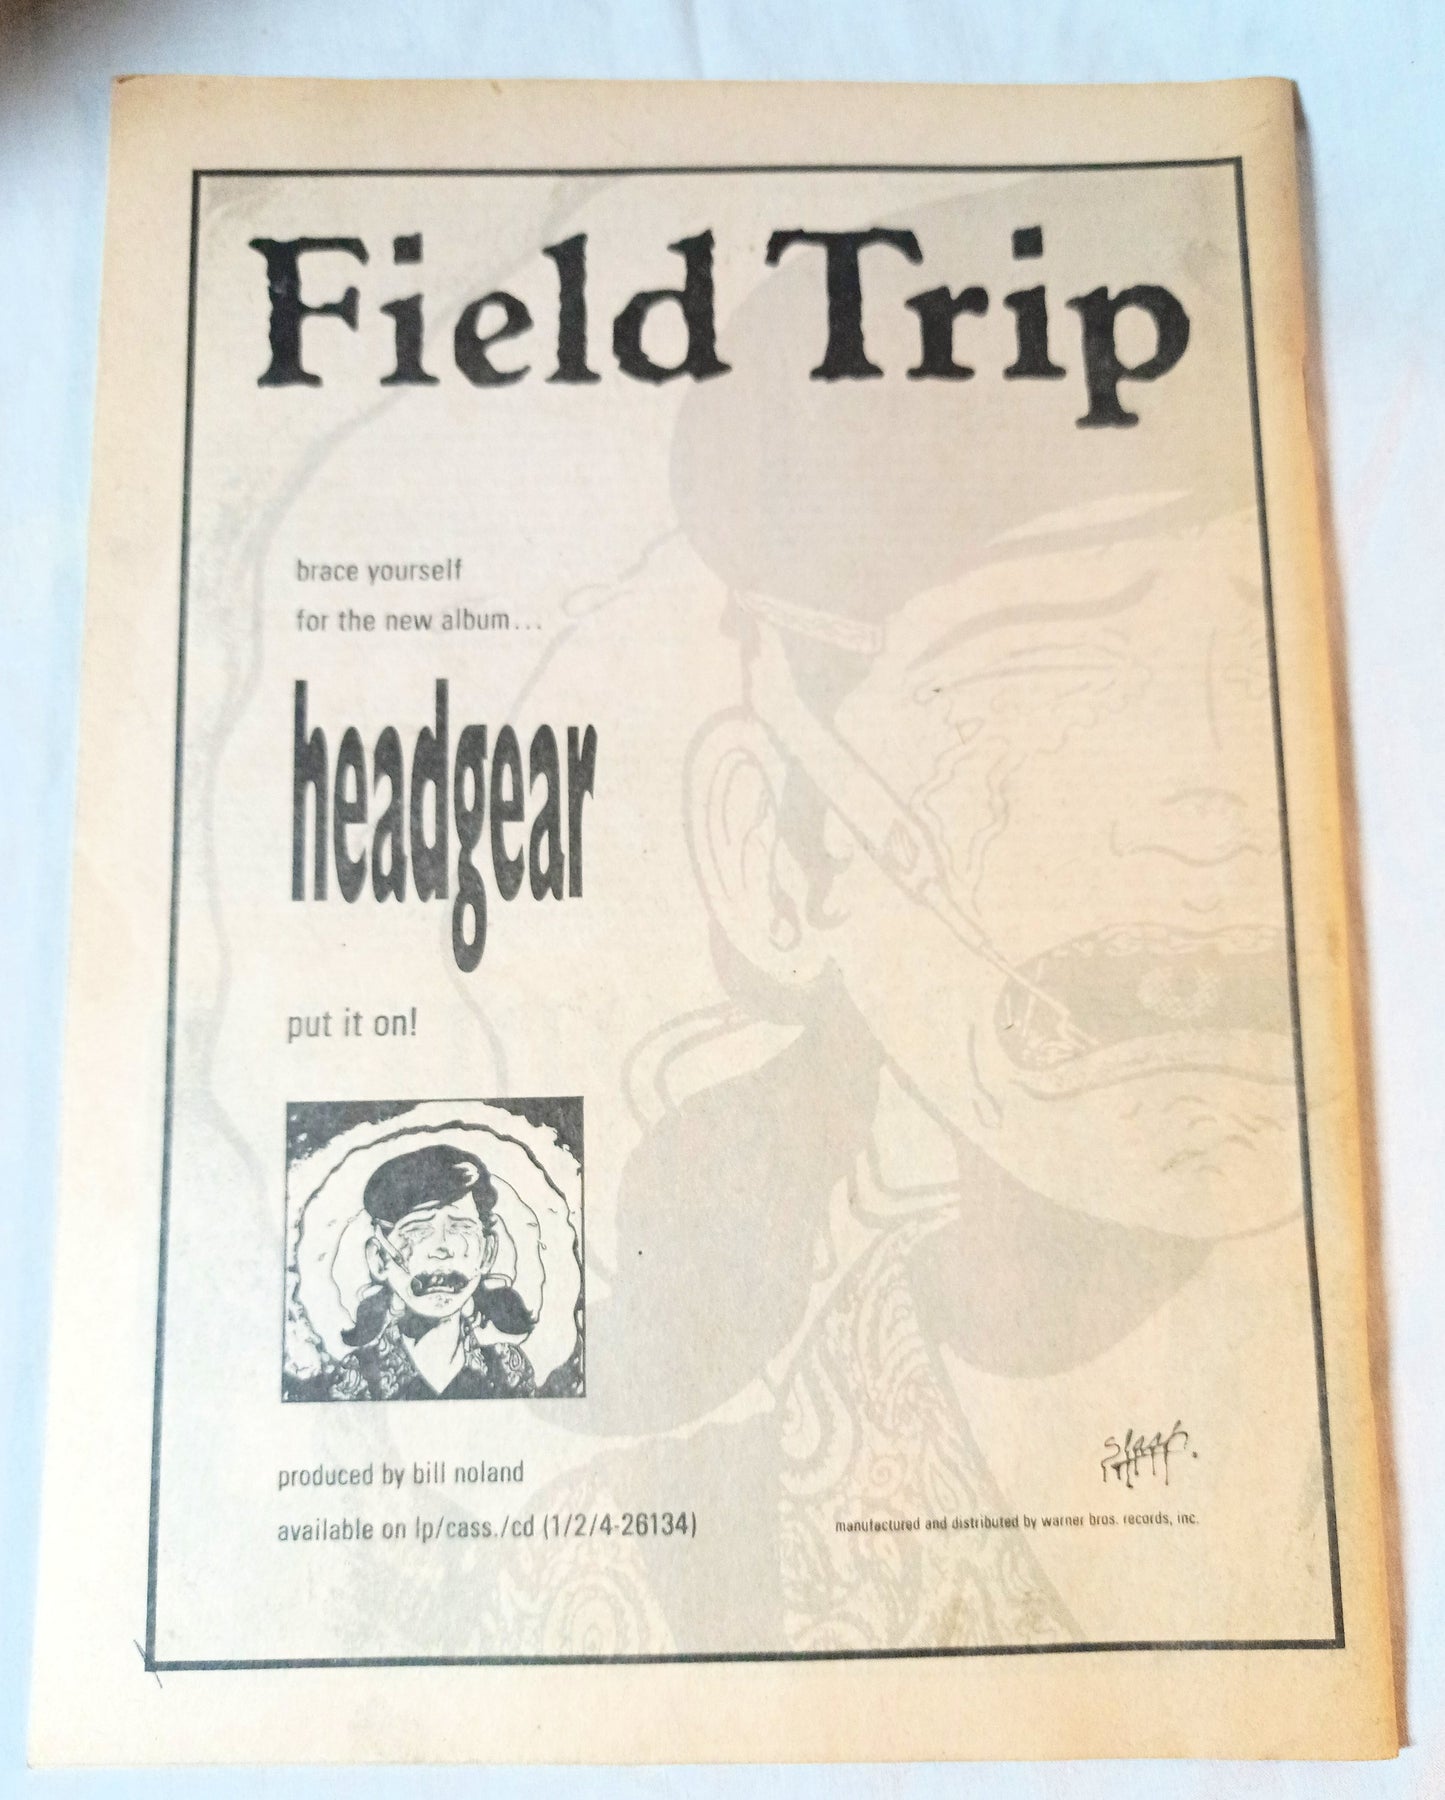 Field Trip
brace yourself
for the new album...
headgear
put it on!
produced by bill noland
available on lp/cass./cd (1/2/4-26134)
manufactured and distributed by warner bros. records, inc.